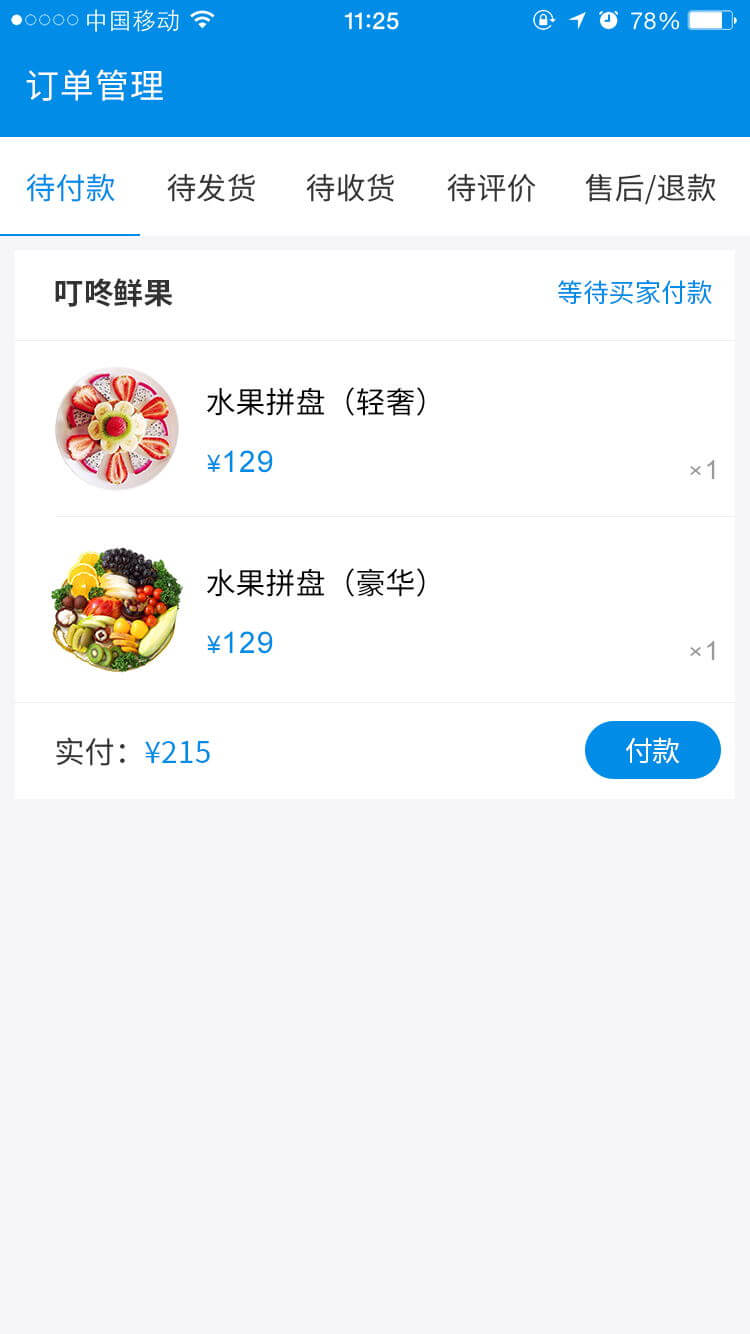 中国移动 11:25 78%
订单管理
待付款 待发货 待收货 待评价 售后/退款
叮咚鲜果 等待买家付款
水果拼盘（轻奢）
¥129
×1
水果拼盘（豪华）
¥129
×1
实付：¥215 付款